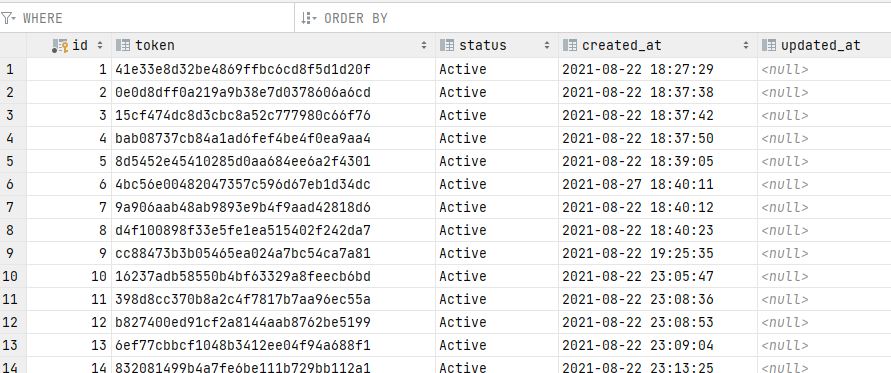 WHERE ORDER BY
id token status created_at updated_at
1 1 41e33e8d32be4869ffbc6cd8f5d1d20f Active 2021-08-22 18:27:29 <null>
2 2 0e0d8dff0a219a9b38e7d0378606a6cd Active 2021-08-22 18:37:38 <null>
3 3 15cf474dc8d3cbc8a52c777980c66f76 Active 2021-08-22 18:37:42 <null>
4 4 bab08737cb84a1ad6fef4be4f0ea9aa4 Active 2021-08-22 18:37:50 <null>
5 5 8d5452e45410285d0aa684ee6a2f4301 Active 2021-08-22 18:39:05 <null>
6 6 4bc56e00482047357c596d67eb1d34dc Active 2021-08-27 18:40:11 <null>
7 7 9a906aab48ab9893e9b4f9aad42818d6 Active 2021-08-22 18:40:12 <null>
8 8 d4f100898f33e5fe1ea515402f242da7 Active 2021-08-22 18:40:23 <null>
9 9 cc88473b3b05465ea024a7bc54ca7a81 Active 2021-08-22 19:25:35 <null>
10 10 16237adb58550b4bf63329a8feecb6bd Active 2021-08-22 23:05:47 <null>
11 11 398d8cc370b8a2c4f7817b7aa96ec55a Active 2021-08-22 23:08:36 <null>
12 12 b827400ed91cf2a8144aab8762be5199 Active 2021-08-22 23:08:53 <null>
13 13 6ef77cbbcf1048b3412ee04f94a688f1 Active 2021-08-22 23:09:04 <null>
14 14 832081499b4a7fe6be111b729bb112a1 Active 2021-08-22 23:13:25 <null>